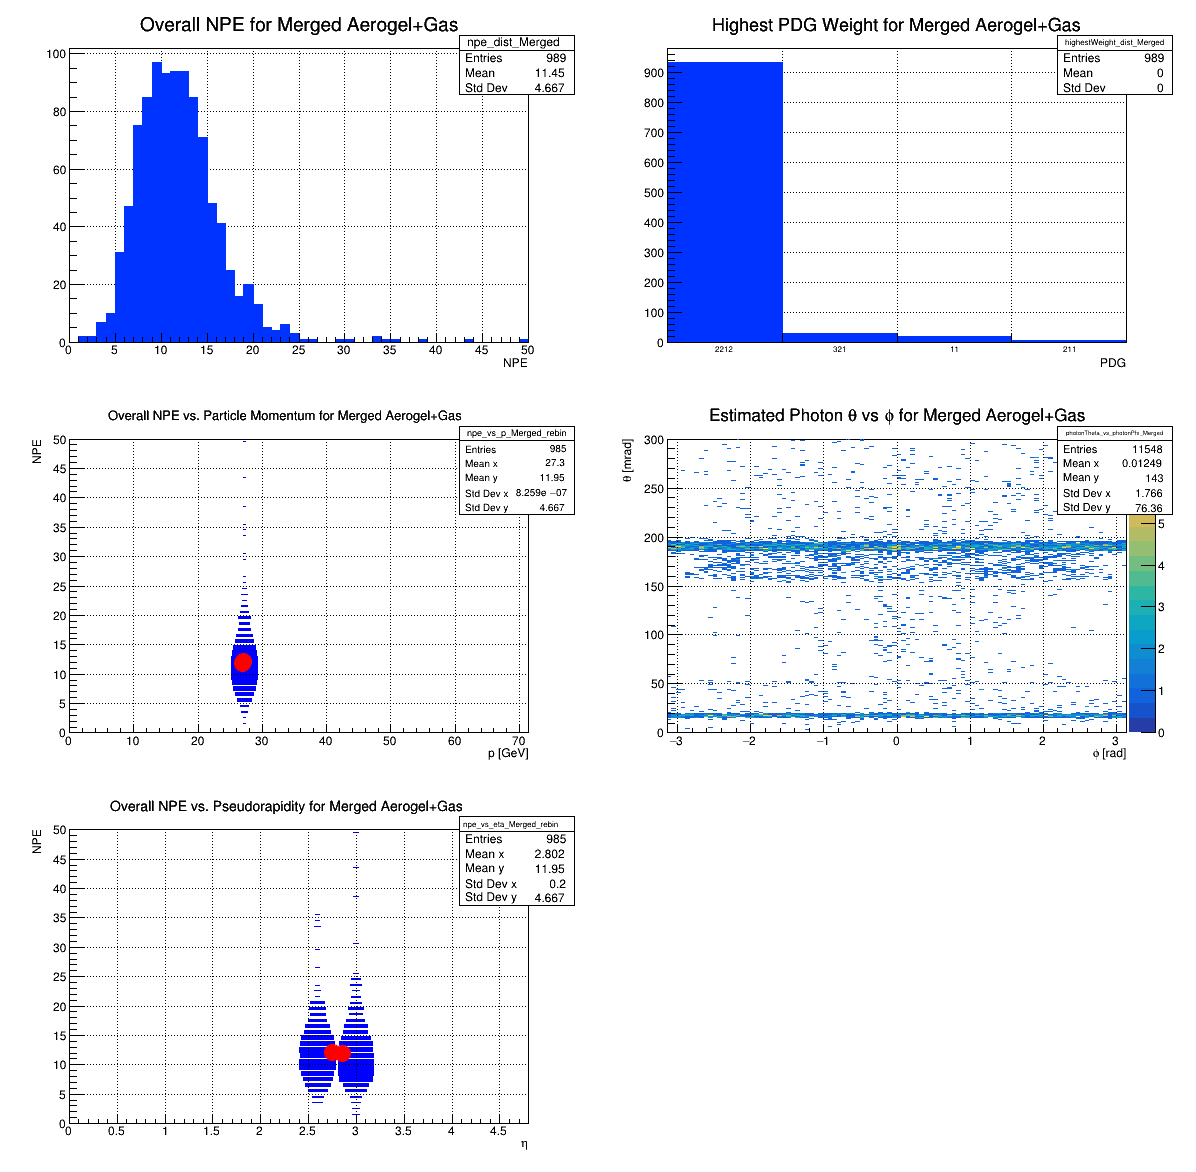 Overall NPE for Merged Aerogel+Gas
npe_dist_Merged
Entries 989
Mean 11.45
Std Dev 4.667
100
80
60
40
20
0
0 5 10 15 20 25 30 35 40 45 50
NPE
Highest PDG Weight for Merged Aerogel+Gas
highestWeight_dist_Merged
Entries 989
Mean 0
Std Dev 0
900
800
700
600
500
400
300
200
100
0
2212 321 11 211
PDG
Overall NPE vs. Particle Momentum for Merged Aerogel+Gas
npe_vs_p_Merged_rebin
Entries 985
Mean x 27.3
Mean y 11.95
Std Dev x 8.259e −07
Std Dev y 4.667
NPE
50
45
40
35
30
25
20
15
10
5
0
0 10 20 30 40 50 60 70
p [GeV]
Estimated Photon θ vs ϕ for Merged Aerogel+Gas
photonTheta_vs_photonPhi_Merged
Entries 11548
Mean x 0.01249
Mean y 143
Std Dev x 1.766
Std Dev y 76.36
θ [mrad]
300
250
200
150
100
50
0
−3 −2 −1 0 1 2 3
ϕ [rad]
5
4
3
2
1
0
Overall NPE vs. Pseudorapidity for Merged Aerogel+Gas
npe_vs_eta_Merged_rebin
Entries 985
Mean x 2.802
Mean y 11.95
Std Dev x 0.2
Std Dev y 4.667
NPE
50
45
40
35
30
25
20
15
10
5
0
0 0.5 1 1.5 2 2.5 3 3.5 4 4.5
η